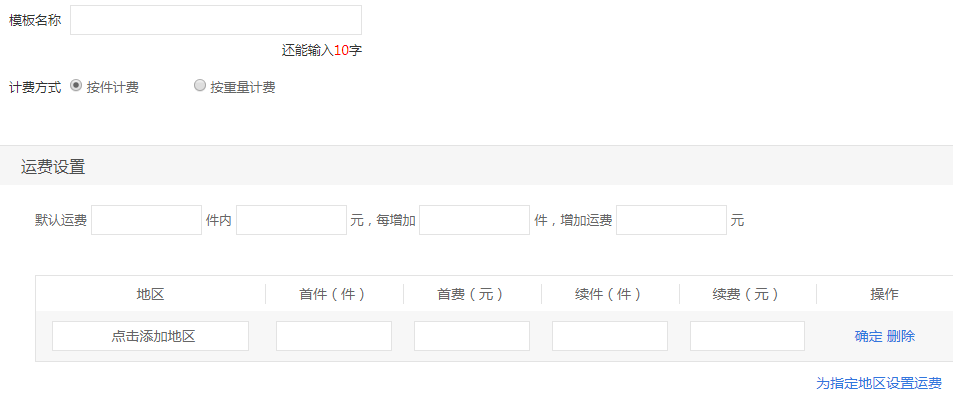 模板名称
还能输入10字
计费方式 按件计费 按重量计费
运费设置
默认运费 件内 元，每增加 件，增加运费 元
地区 首件（件） 首费（元） 续件（件） 续费（元） 操作
点击添加地区 确定 删除
为指定地区设置运费